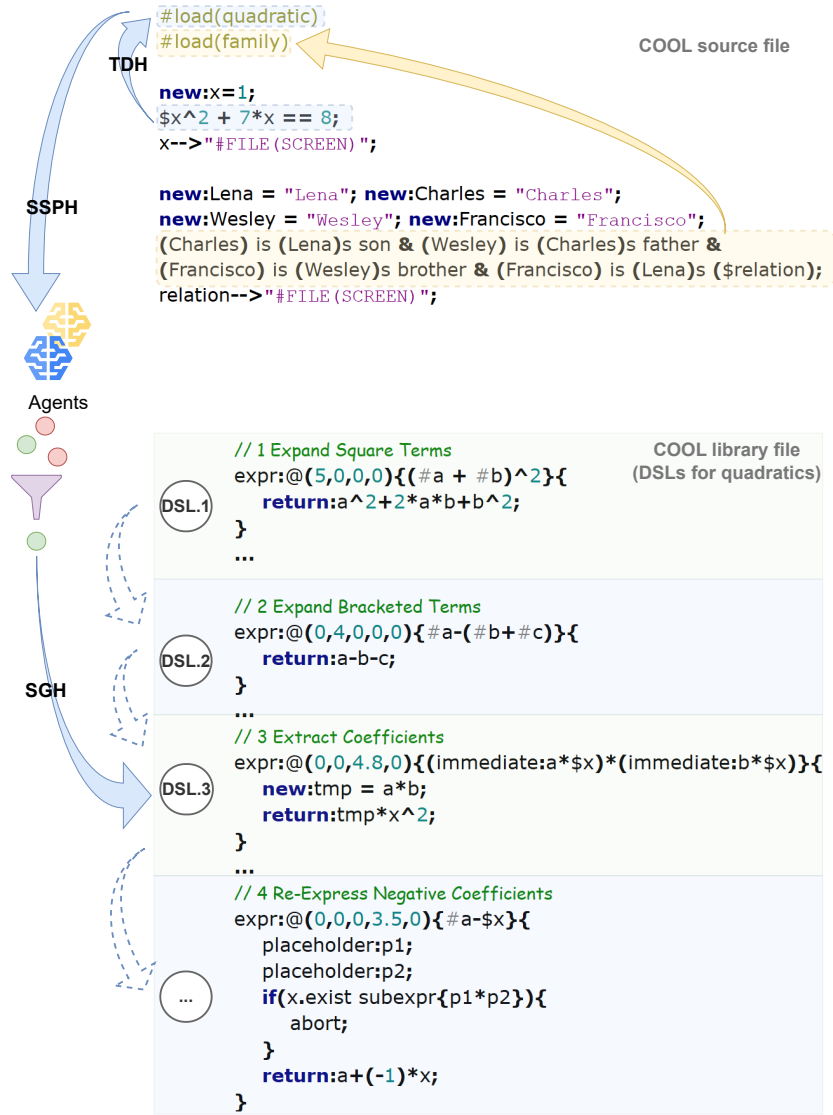 #load(quadratic)
#load(family)
COOL source file
TDH
new:x=1;
$x^2 + 7*x == 8;
x-->"#FILE(SCREEN)";
SSPH
new:Lena = "Lena"; new:Charles = "Charles";
new:Wesley = "Wesley"; new:Francisco = "Francisco";
(Charles) is (Lena)s son & (Wesley) is (Charles)s father &
(Francisco) is (Wesley)s brother & (Francisco) is (Lena)s ($relation);
relation-->"#FILE(SCREEN)";
Agents
COOL library file
(DSLs for quadratics)
DSL.1
// 1 Expand Square Terms
expr:@(5,0,0,0){(#a + #b)^2}{
return:a^2+2*a*b+b^2;
}
...
DSL.2
// 2 Expand Bracketed Terms
expr:@(0,4,0,0,0){#a-(#b+#c)}{
return:a-b-c;
}
...
SGH
DSL.3
// 3 Extract Coefficients
expr:@(0,0,4.8,0){(immediate:a*$x)*(immediate:b*$x)}{
new:tmp = a*b;
return:tmp*x^2;
}
...
...
// 4 Re-Express Negative Coefficients
expr:@(0,0,0,3.5,0){#a-$x}{
placeholder:p1;
placeholder:p2;
if(x.exist subexpr{p1*p2}){
abort;
}
return:a+(-1)*x;
}